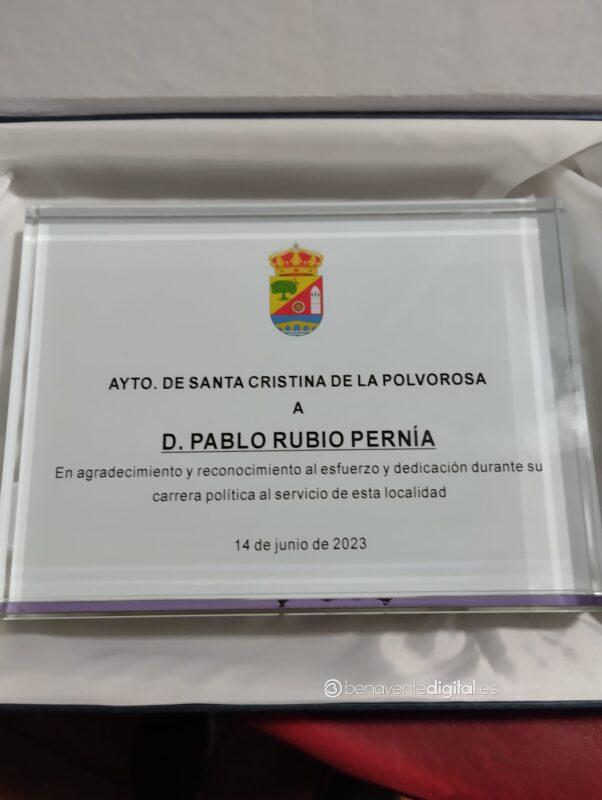 AYTO. DE SANTA CRISTINA DE LA POLVOROSA
A
D. PABLO RUBIO PERNÍA
En agradecimiento y reconocimiento al esfuerzo y dedicación durante su
carrera política al servicio de esta localidad
14 de junio de 2023
benaventedigital.es